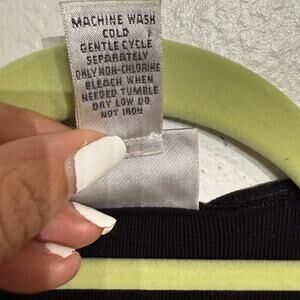 MACHINE WASH
COLD
GENTLE CYCLE
SEPARATELY
ONLY NON-CHLORINE
BLEACH WHEN
NEEDED TUMBLE
DRY LOW DO
NOT IRON